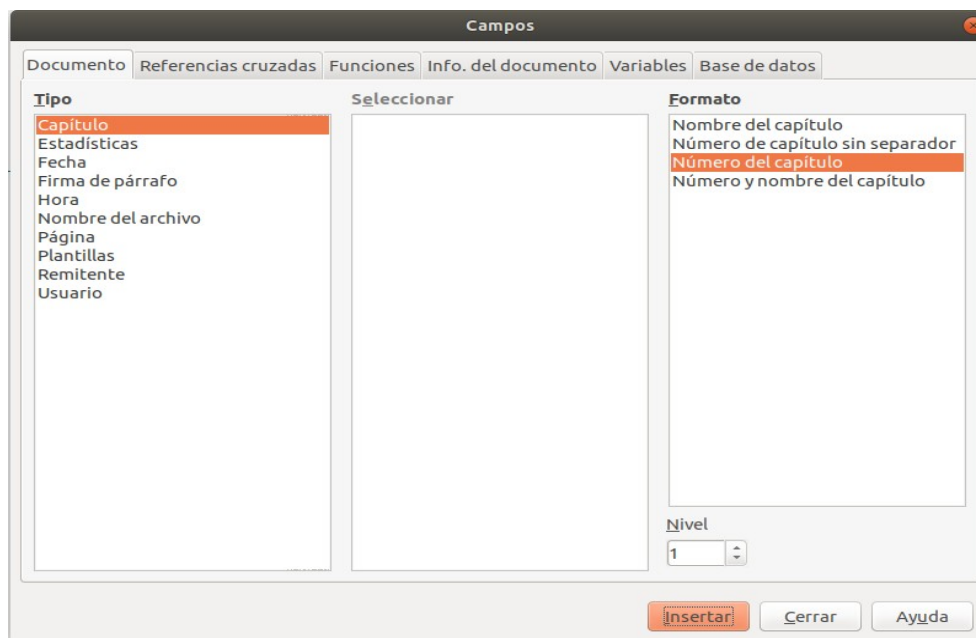 Campos
Documento Referencias cruzadas Funciones Info. del documento Variables Base de datos
Tipo
Capítulo
Estadísticas
Fecha
Firma de párrafo
Hora
Nombre del archivo
Página
Plantillas
Remitente
Usuario
Seleccionar
Formato
Nombre del capítulo
Número de capítulo sin separador
Número del capítulo
Número y nombre del capítulo
Nivel
1
Insertar Cerrar Ayuda